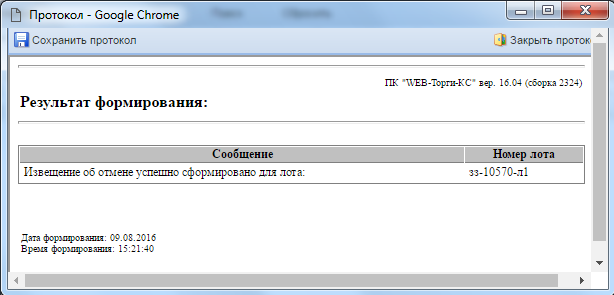 Протокол - Google Chrome
Сохранить протокол
Закрыть проток
ПК "WEB-Торги-КС" вер. 16.04 (сборка 2324)
Результат формирования:
Сообщение Номер лота
Извещение об отмене успешно сформировано для лота: зз-10570-л1
Дата формирования: 09.08.2016
Время формирования: 15:21:40